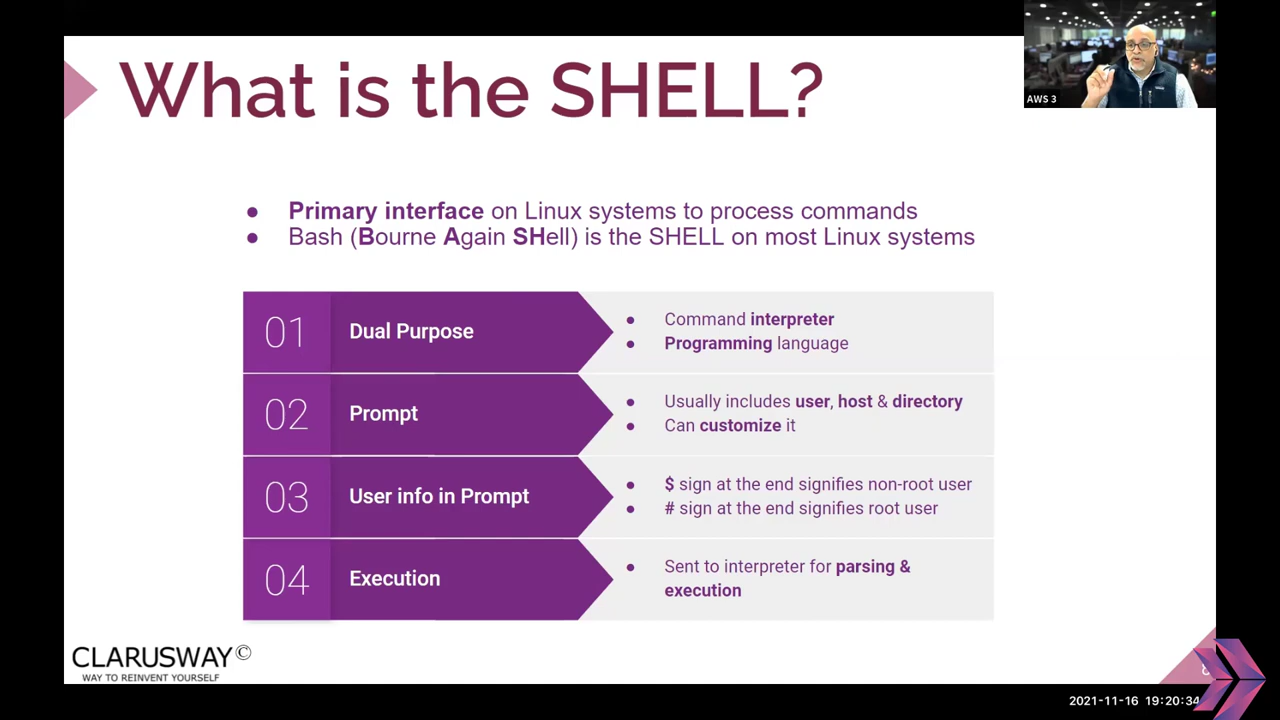 What is the SHELL?
AWS 3
● Primary interface on Linux systems to process commands
● Bash (Bourne Again SHell) is the SHELL on most Linux systems
01 Dual Purpose
● Command interpreter
● Programming language
02 Prompt
● Usually includes user, host & directory
● Can customize it
03 User info in Prompt
● $ sign at the end signifies non-root user
● # sign at the end signifies root user
04 Execution
● Sent to interpreter for parsing &
execution
CLARUSWAY©
WAY TO REINVENT YOURSELF
2021-11-16 19:20:34